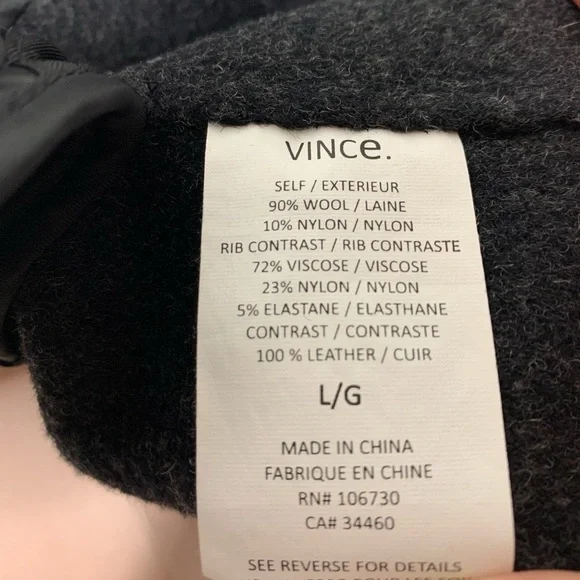 VINCe.
SELF / EXTERIEUR
90% WOOL / LAINE
10% NYLON / NYLON
RIB CONTRAST / RIB CONTRASTE
72% VISCOSE / VISCOSE
23% NYLON / NYLON
5% ELASTANE / ELASTHANE
CONTRAST / CONTRASTE
100 % LEATHER / CUIR
L/G
MADE IN CHINA
FABRIQUE EN CHINE
RN# 106730
CA# 34460
SEE REVERSE FOR DETAILS